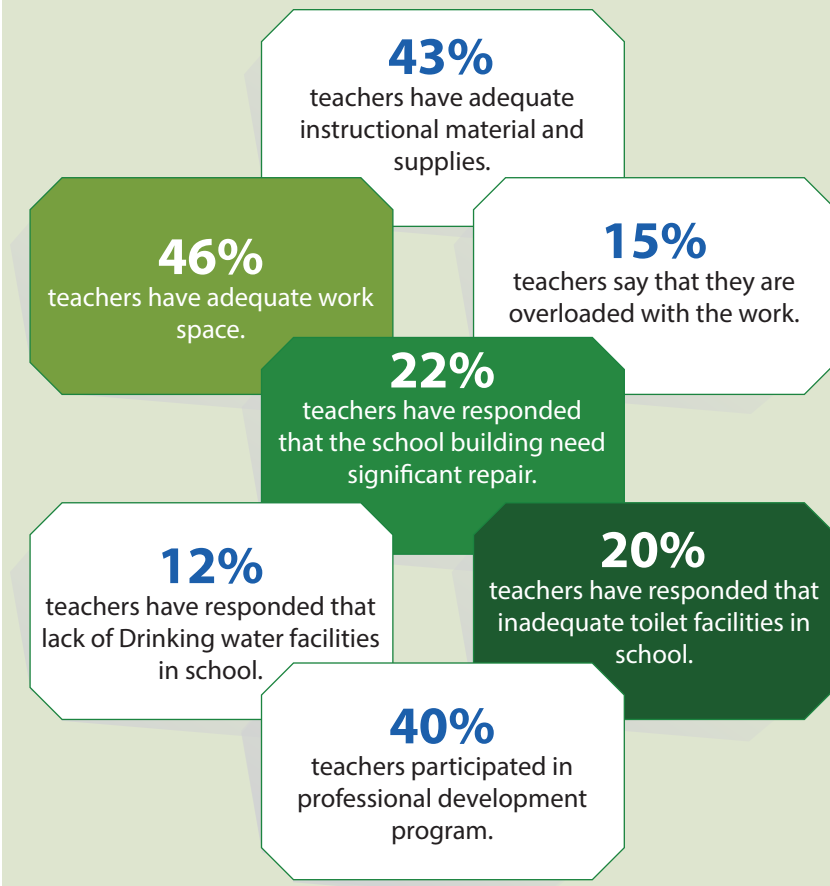 43%
teachers have adequate
instructional material and
supplies.
46%
teachers have adequate work
space.
15%
teachers say that they are
overloaded with the work.
22%
teachers have responded
that the school building need
significant repair.
12%
teachers have responded that
lack of Drinking water facilities
in school.
20%
teachers have responded that
inadequate toilet facilities in
school.
40%
teachers participated in
professional development
program.